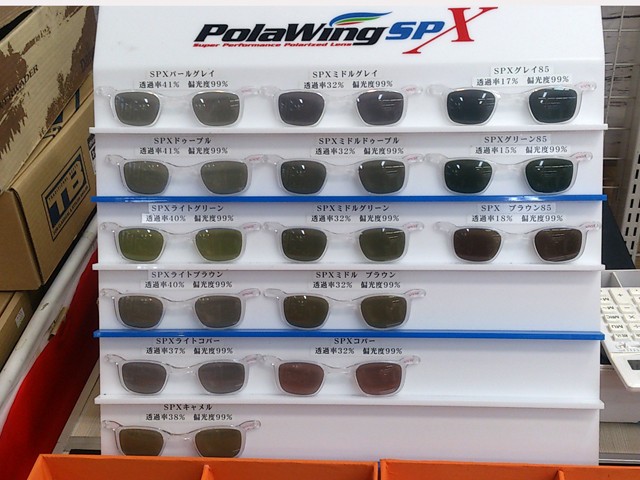 PolaWing SPX
Super Performance Polarized Lens
SPXパールグレイ
透過率41% 偏光度99%
SPXミドルグレイ
透過率32% 偏光度99%
SPXグレイ85
透過率17% 偏光度99%
SPXドゥーブル
透過率41% 偏光度99%
SPXミドルドゥーブル
透過率32% 偏光度99%
SPXグリーン85
透過率15% 偏光度99%
SPXライトグリーン
透過率40% 偏光度99%
SPXミドルグリーン
透過率32% 偏光度99%
SPX ブラウン85
透過率18% 偏光度99%
SPXライトブラウン
透過率40% 偏光度99%
SPXミドル ブラウン
透過率32% 偏光度99%
SPXライトコパー
透過率37% 偏光度99%
SPXコパー
透過率32% 偏光度99%
SPXキャメル
透過率38% 偏光度99%
TB